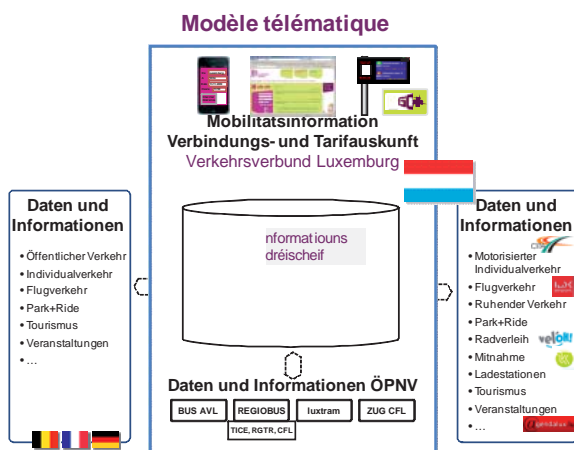 Modèle télématique
Mobilitätsinformation
Verbindungs- und Tarifauskunft
Verkehrsverbund Luxemburg
Daten und
Informationen
• Öffentlicher Verkehr
• Individualverkehr
• Flugverkehr
• Park+Ride
• Tourismus
• Veranstaltungen
• ...
nformatiouns
dréischeif
Daten und Informationen ÖPNV
BUS AVL
REGIOBUS
luxtram
ZUG CFL
TICE, RGTR, CFL
Daten und
Informationen
• Motorisierter
Individualverkehr
• Flugverkehr
• Ruhender Verkehr
• Park+Ride
• Radverleih
vel'oh!
• Mitnahme
• Ladestationen
• Tourismus
• Veranstaltungen
• ...